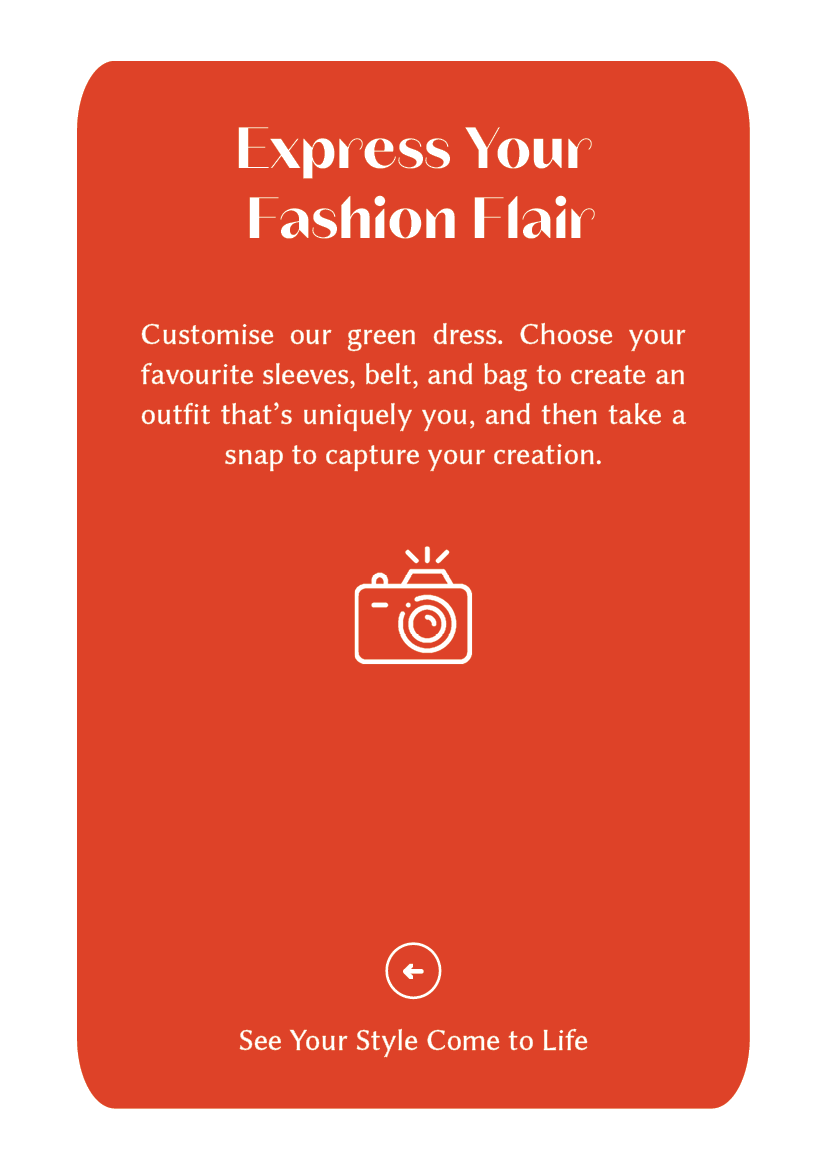 Express Your
Fashion Flair
Customise our green dress. Choose your
favourite sleeves, belt, and bag to create an
outfit that’s uniquely you, and then take a
snap to capture your creation.
See Your Style Come to Life